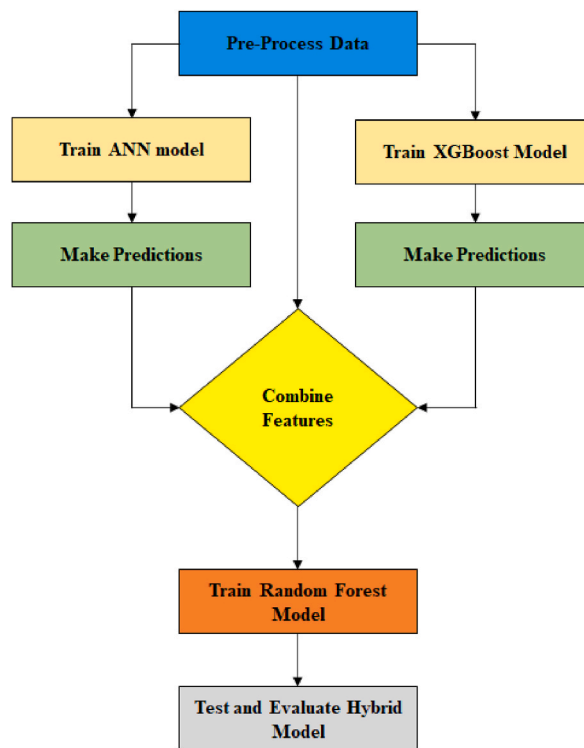 Pre-Process Data
Train ANN model
Train XGBoost Model
Make Predictions
Make Predictions
Combine
Features
Train Random Forest
Model
Test and Evaluate Hybrid
Model